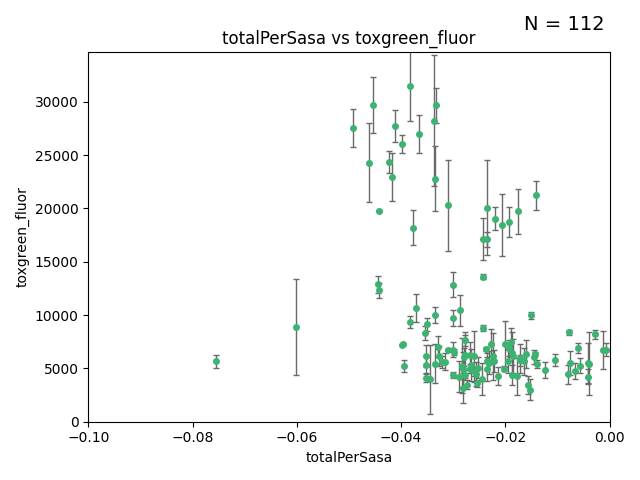 N = 112
totalPerSasa vs toxgreen_fluor
toxgreen_fluor
30000
25000
20000
15000
10000
5000
0
−0.10 −0.08 −0.06 −0.04 −0.02 0.00
totalPerSasa